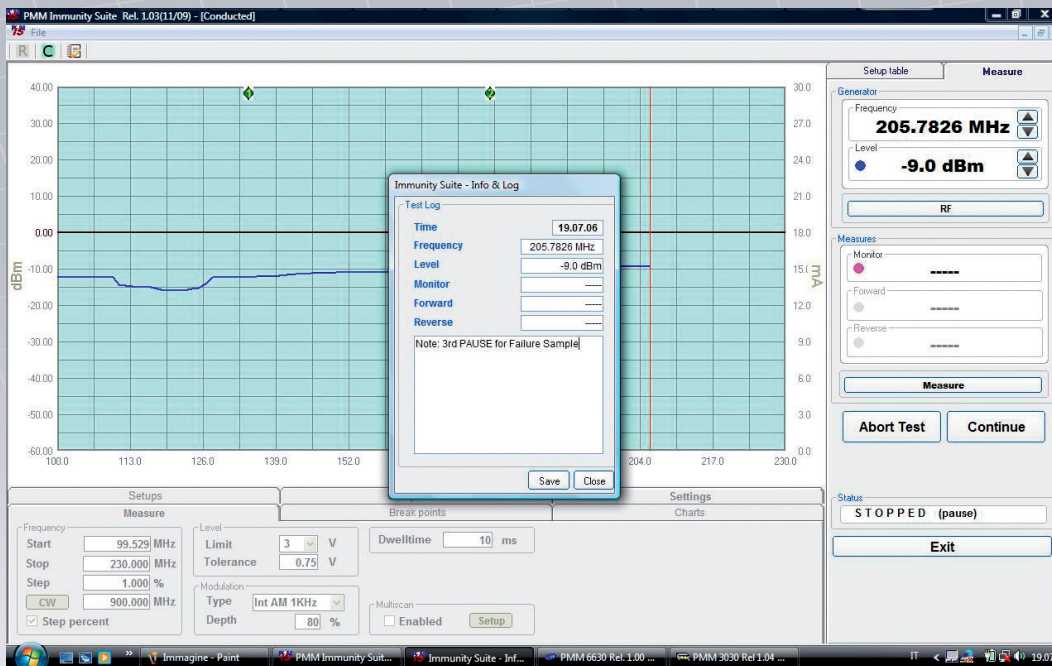 PMM Immunity Suite Rel. 1.03(11/09) - [Conducted]
File
R C
40.00
30.00
20.00
10.00
0.00
-10.00
-20.00
-30.00
-40.00
-50.00
-60.00
dBm
1 2
30.0
27.0
24.0
21.0
18.0
15.(
12.0
9.0
6.0
3.0
0.0
mA
100.0 113.0 126.0 139.0 152.0 204.0 217.0 230.0
Immunity Suite - Info & Log
Test Log
Time 19.07.06
Frequency 205.7826 MHz
Level -9.0 dBm
Monitor -----
Forward -----
Reverse -----
Note: 3rd PAUSE for Failure Sample
Save Close
Setup table Measure
Generator
Frequency
205.7826 MHz
Level
-9.0 dBm
RF
Measures
Monitor
-----
Forward
-----
Reverse
-----
Measure
Abort Test Continue
Status
STOPPED (pause)
Exit
Setups Settings
Measure Break points Charts
Frequency
Start 99.529 MHz
Stop 230.000 MHz
Step 1.000 %
CW 900.000 MHz
Step percent
Level
Limit 3 V
Tolerance 0.75 V
Modulation
Type Int AM 1KHz
Depth 80 %
Dwelltime 10 ms
Multiscan
Enabled Setup
» Immagine - Paint PMM Immunity Suit... Immunity Suite - Inf... PMM 6630 Rel. 1.00 ... PMM 3030 Rel 1.04 ... IT < 19.07